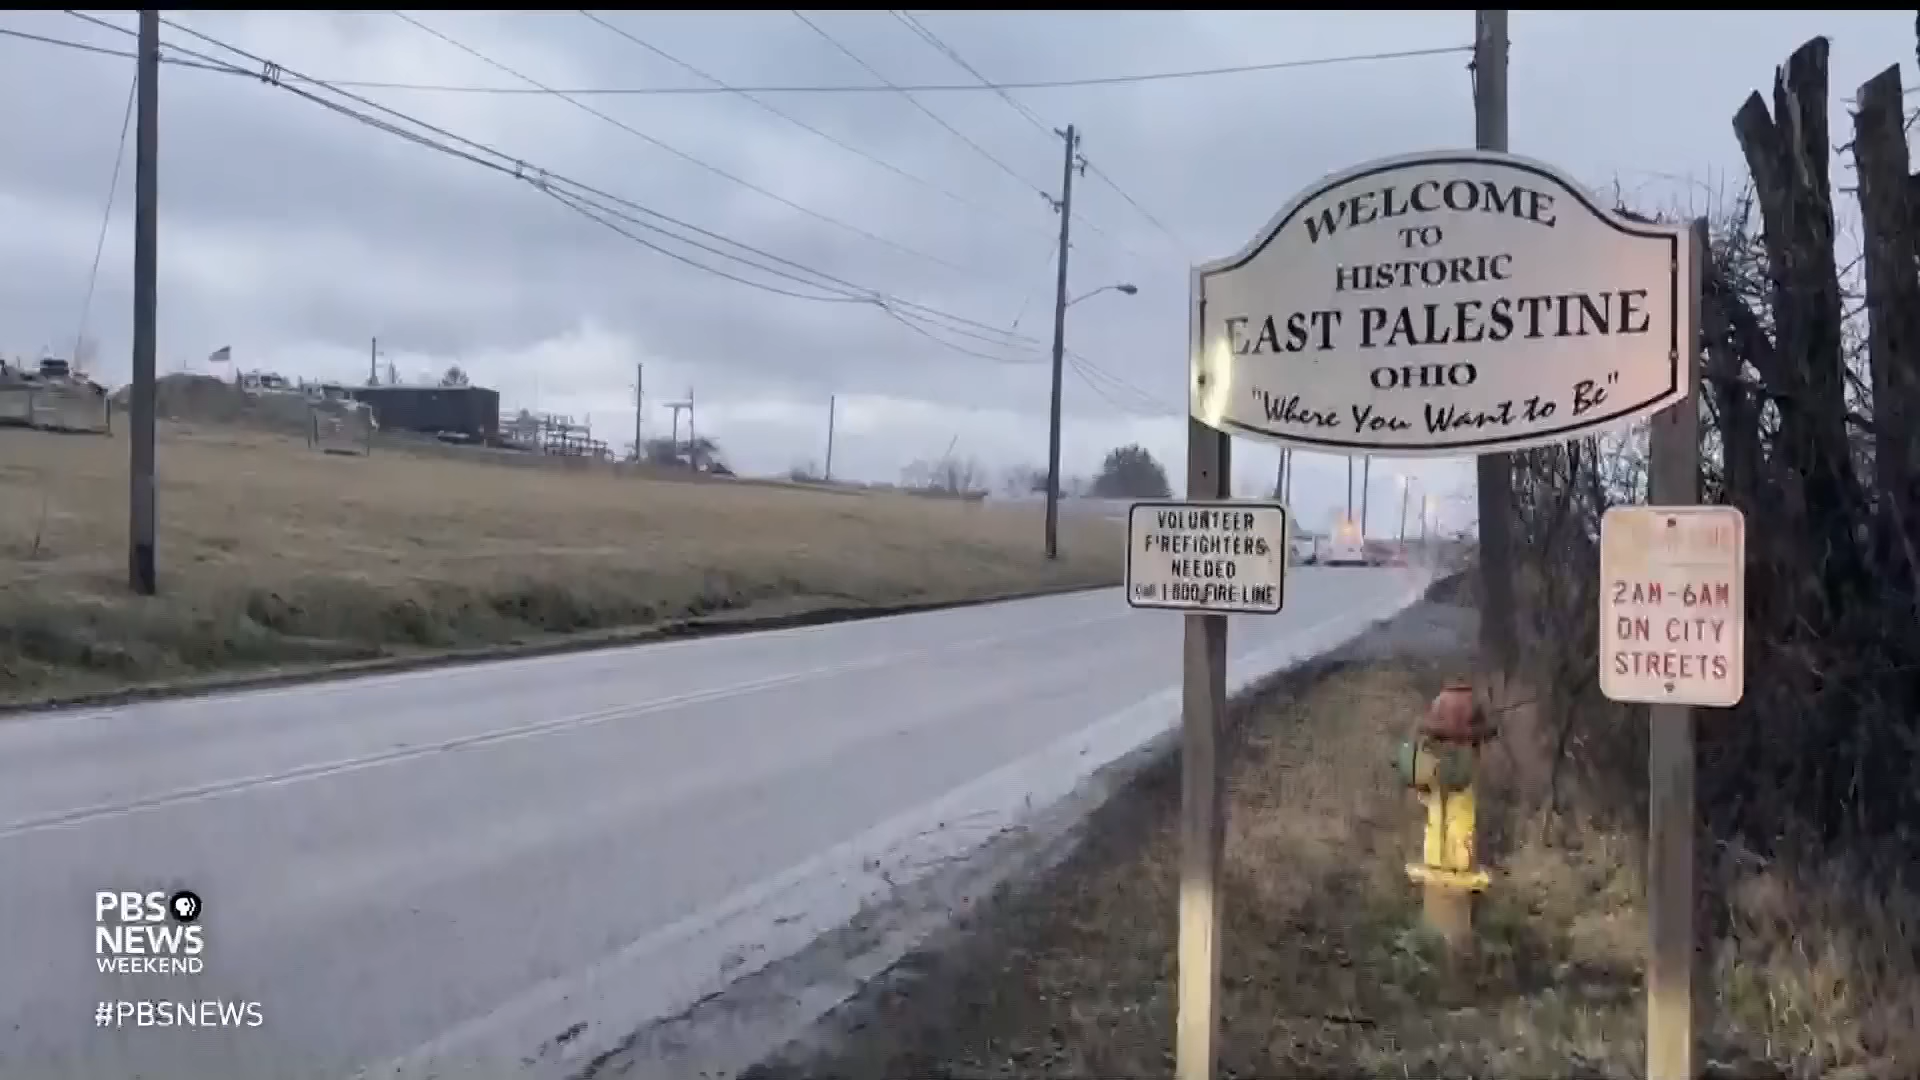 WELCOME
TO
HISTORIC
EAST PALESTINE
OHIO
"Where You Want to Be"
VOLUNTEER
FIREFIGHTERS
NEEDED
Call 1-800 FIRE LINE
2AM-6AM
ON CITY
STREETS
PBS
NEWS
WEEKEND
#PBSNEWS